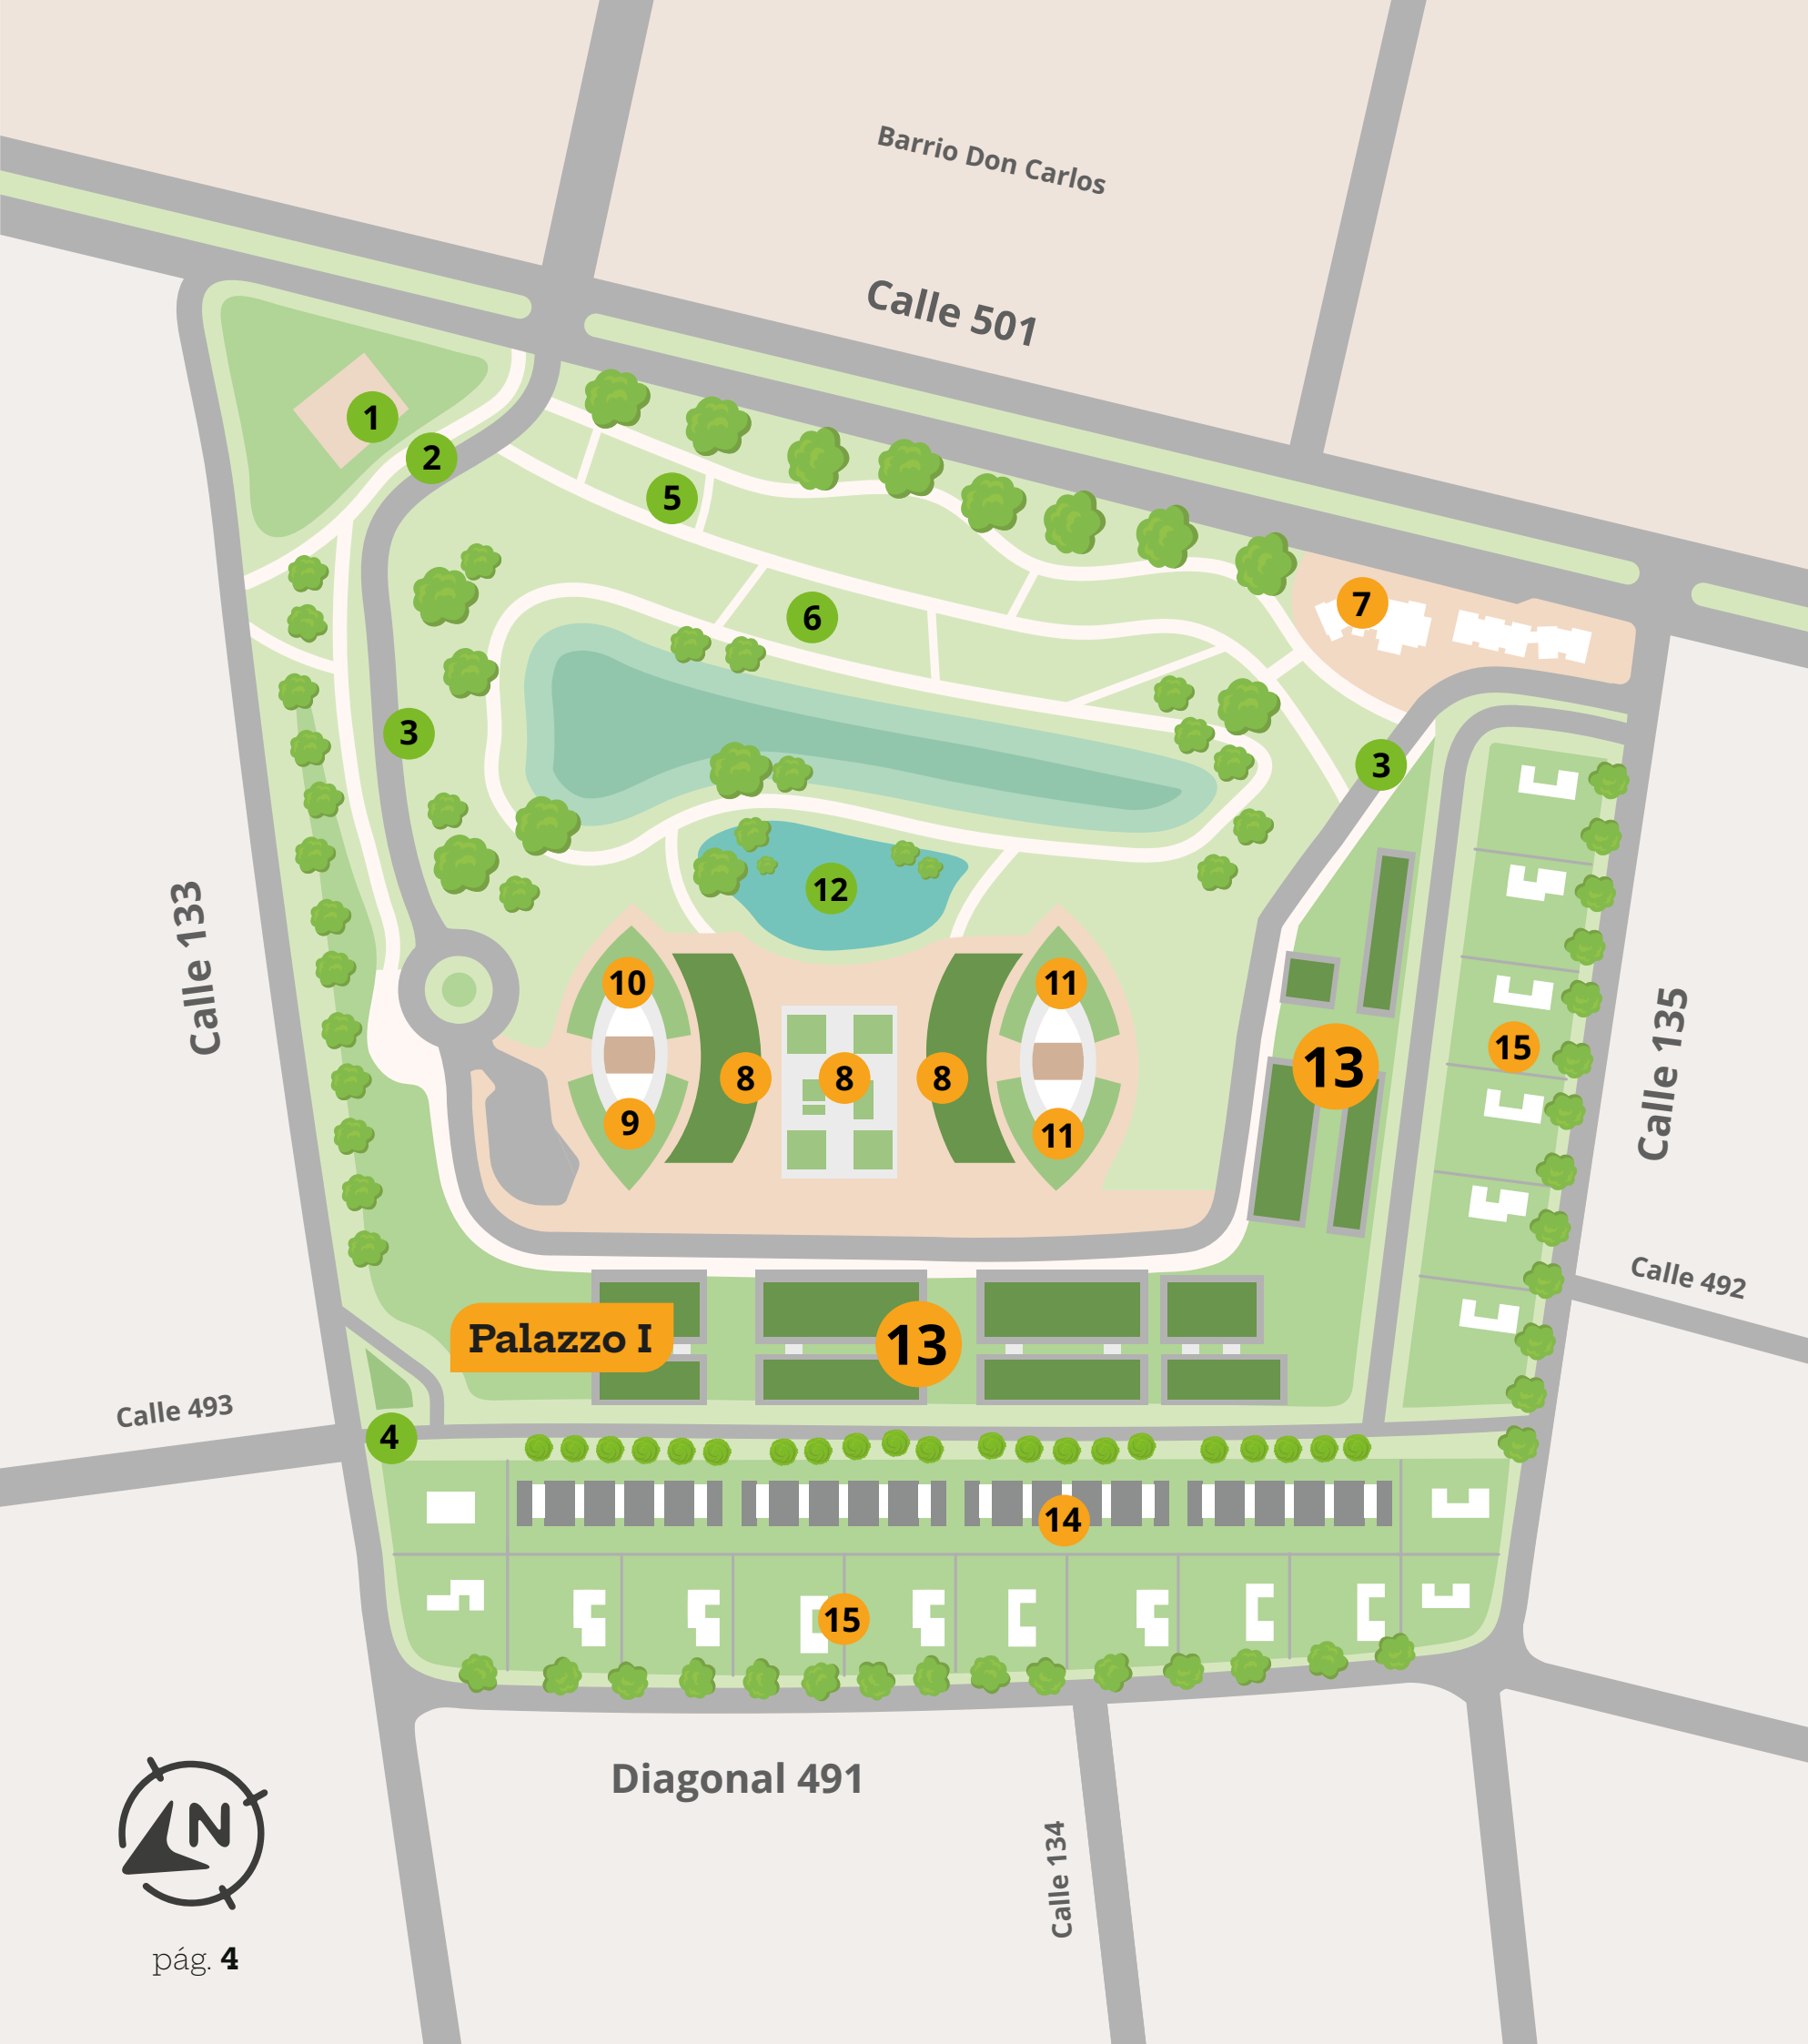 Barrio Don Carlos
Calle 501
1
2
5
7
6
3
3
12
Calle 133
10
11
Calle 135
15
13
8
8
8
9
11
Calle 492
Palazzo I
13
Calle 493
4
14
15
Diagonal 491
N
Calle 134
pág. 4